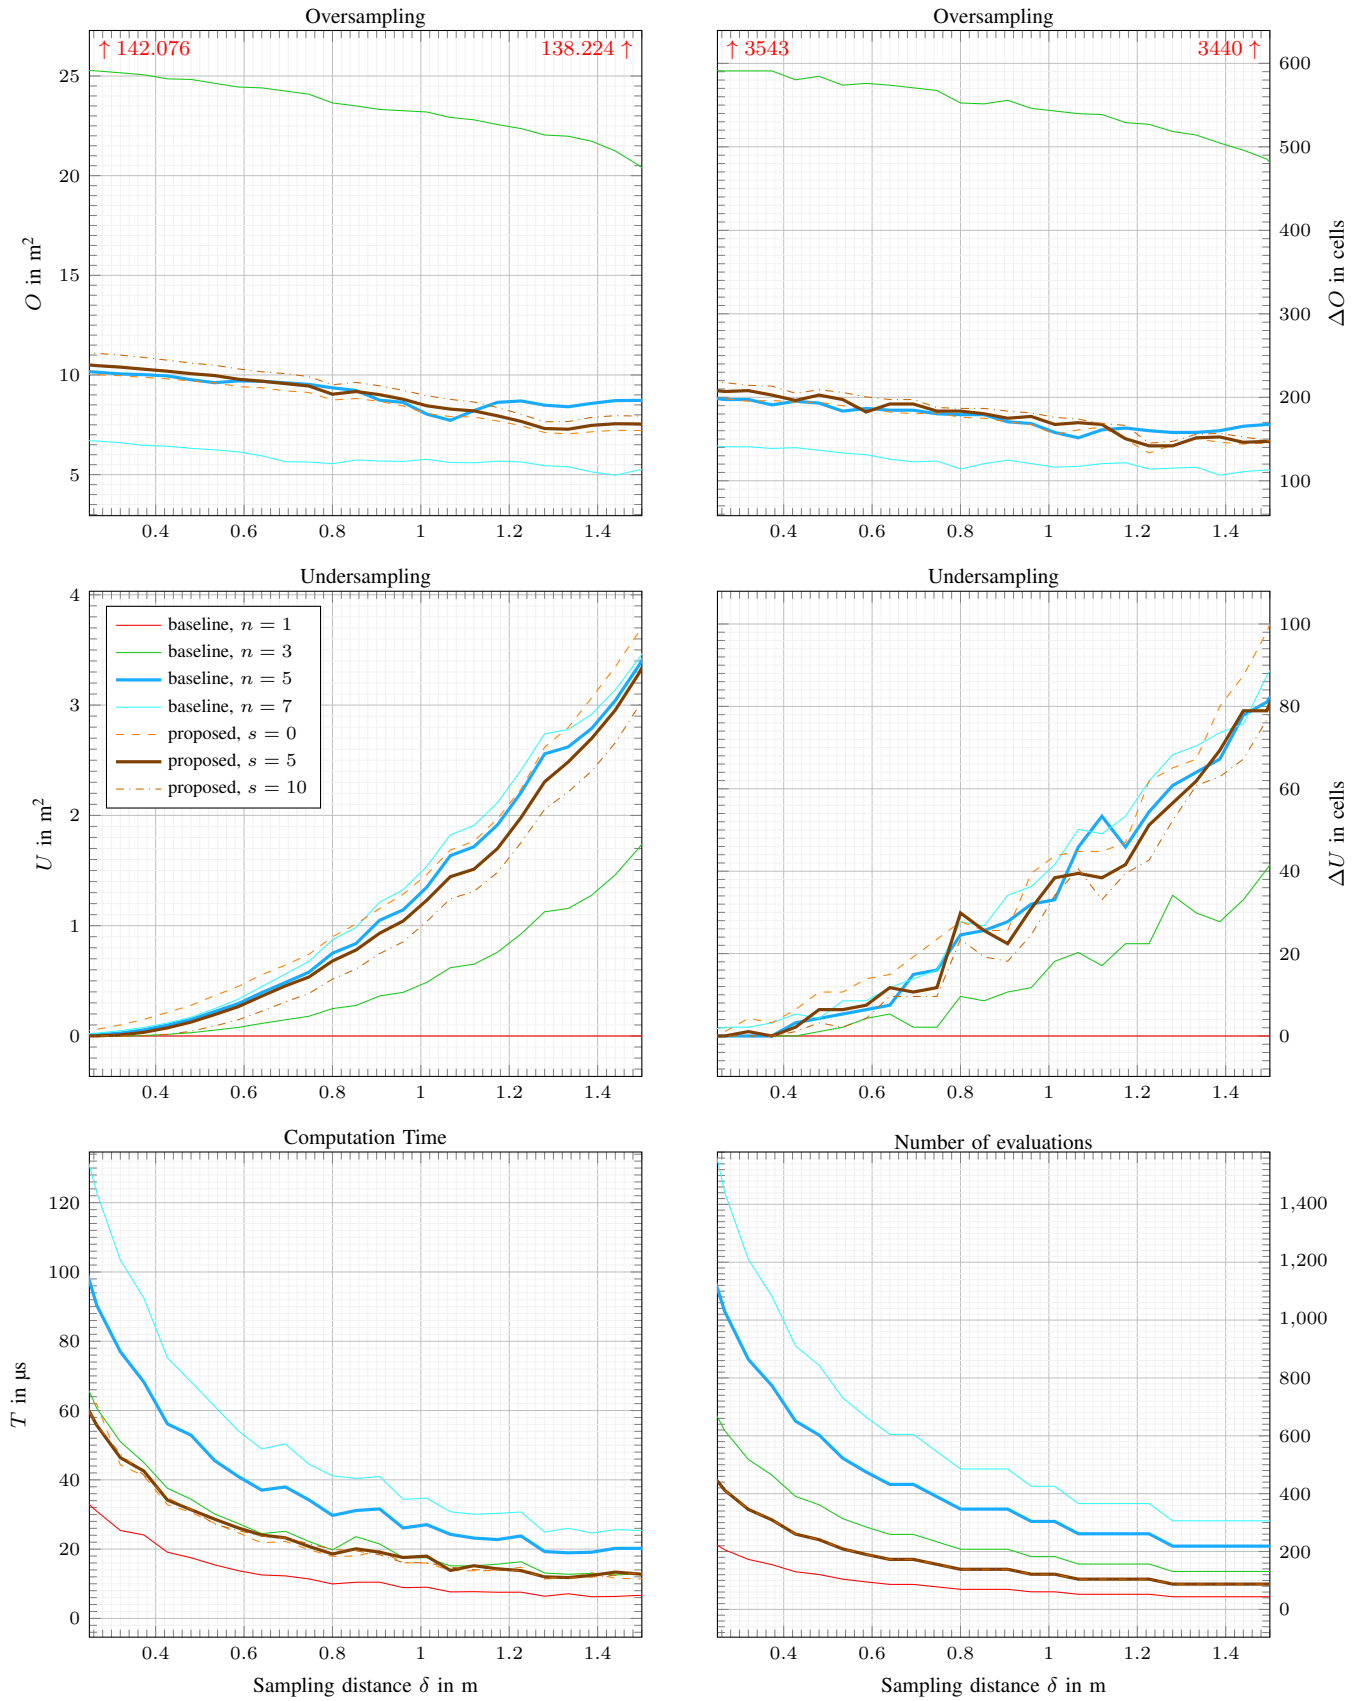 Oversampling
↑ 142.076 138.224 ↑
25
20
15
10
5
O in m²
0.4 0.6 0.8 1 1.2 1.4
Oversampling
↑ 3543 3440 ↑
600
500
400
300
200
100
ΔO in cells
0.4 0.6 0.8 1 1.2 1.4
Undersampling
4
3
2
1
0
U in m²
baseline, n = 1
baseline, n = 3
baseline, n = 5
baseline, n = 7
proposed, s = 0
proposed, s = 5
proposed, s = 10
0.4 0.6 0.8 1 1.2 1.4
Undersampling
100
80
60
40
20
0
ΔU in cells
0.4 0.6 0.8 1 1.2 1.4
Computation Time
120
100
80
60
40
20
0
T in µs
0.4 0.6 0.8 1 1.2 1.4
Sampling distance δ in m
Number of evaluations
1,400
1,200
1,000
800
600
400
200
0
0.4 0.6 0.8 1 1.2 1.4
Sampling distance δ in m